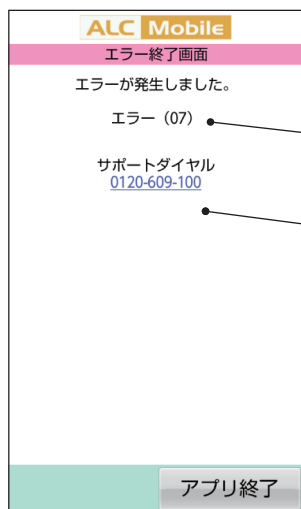 ALC Mobile
エラー終了画面
エラーが発生しました。
エラー（07）
サポートダイヤル
0120-609-100
アプリ終了